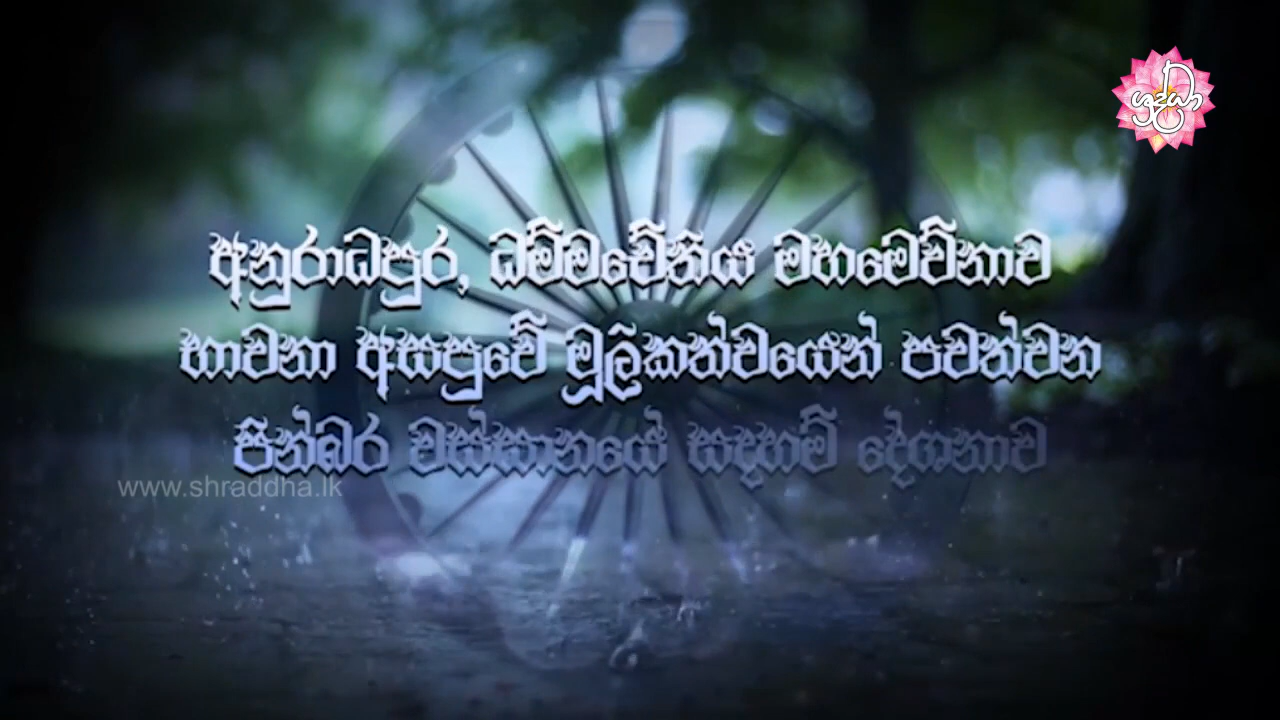 ශ්‍රද්ධා
අනුරාධපුර, ධම්මචේතිය මහමෙව්නාව
භාවනා අසපුවේ මූලිකත්වයෙන් පවත්වන
පින්බර වස්සානයේ සදහම් දේශනාව
www.shraddha.lk